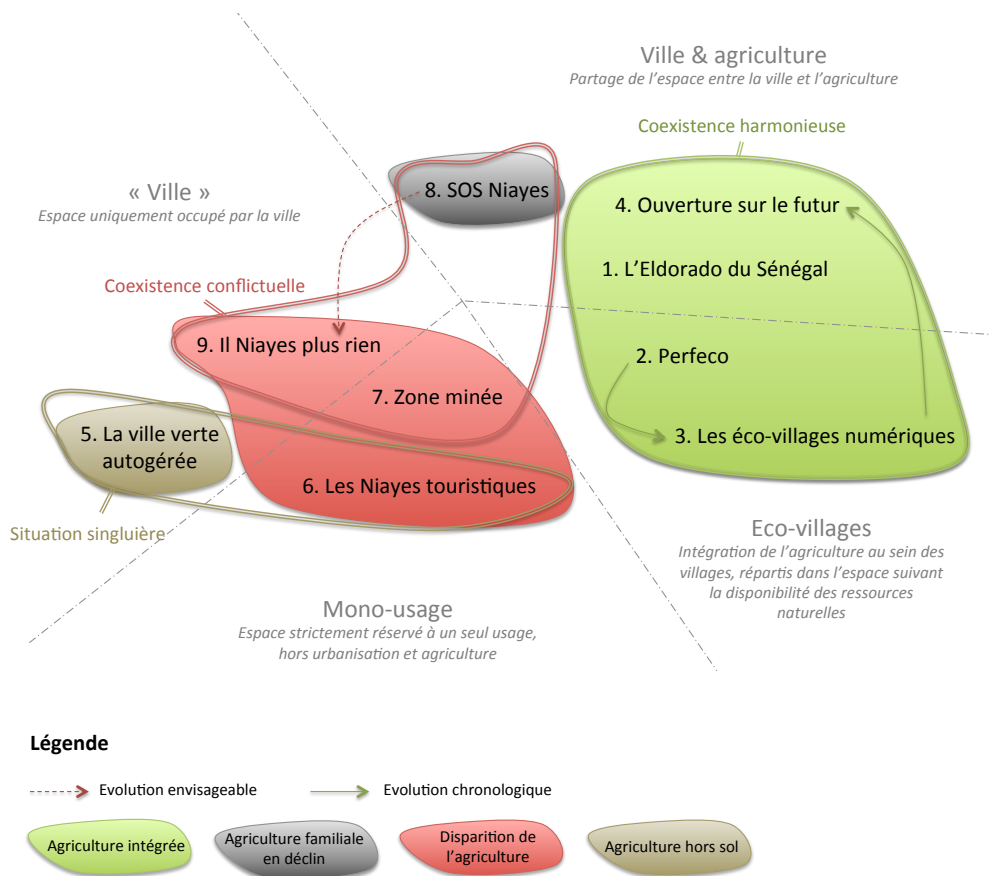 Ville & agriculture
Partage de l’espace entre la ville et l’agriculture
Coexistence harmonieuse
« Ville »
Espace uniquement occupé par la ville
8. SOS Niayes
4. Ouverture sur le futur
1. L’Eldorado du Sénégal
Coexistence conflictuelle
9. Il Niayes plus rien
2. Perfeco
7. Zone minée
5. La ville verte
autogérée
3. Les éco-villages numériques
6. Les Niayes touristiques
Situation singluière
Eco-villages
Intégration de l’agriculture au sein des
villages, répartis dans l’espace suivant
la disponibilité des ressources
naturelles
Mono-usage
Espace strictement réservé à un seul usage,
hors urbanisation et agriculture
Légende
Evolution envisageable
Evolution chronologique
Agriculture intégrée
Agriculture familiale
en déclin
Disparition de
l’agriculture
Agriculture hors sol